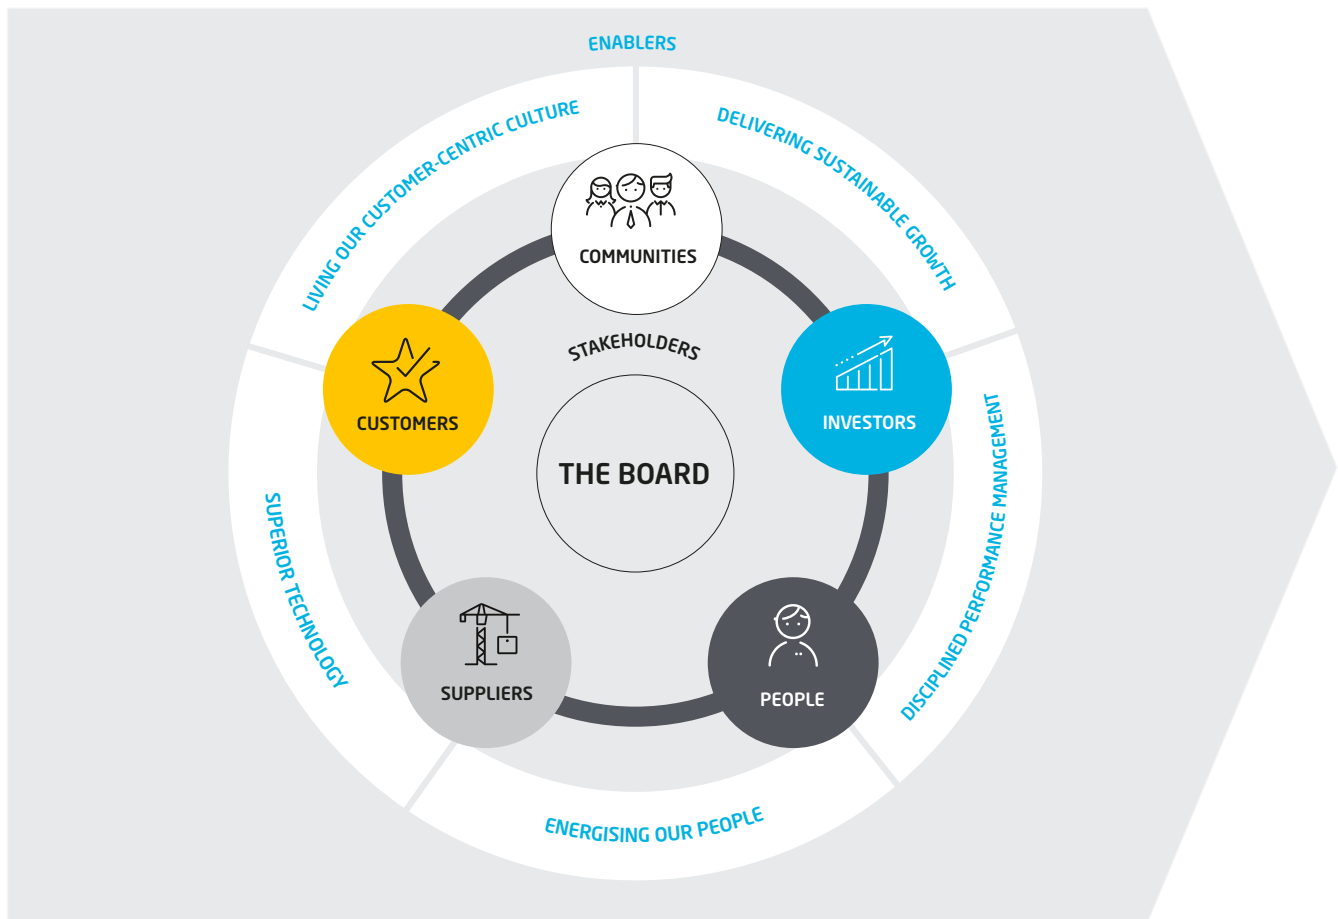 ENABLERS
LIVING OUR CUSTOMER-CENTRIC CULTURE
DELIVERING SUSTAINABLE GROWTH
COMMUNITIES
STAKEHOLDERS
CUSTOMERS
INVESTORS
THE BOARD
DISCIPLINED PERFORMANCE MANAGEMENT
SUPERIOR TECHNOLOGY
SUPPLIERS
PEOPLE
ENERGISING OUR PEOPLE